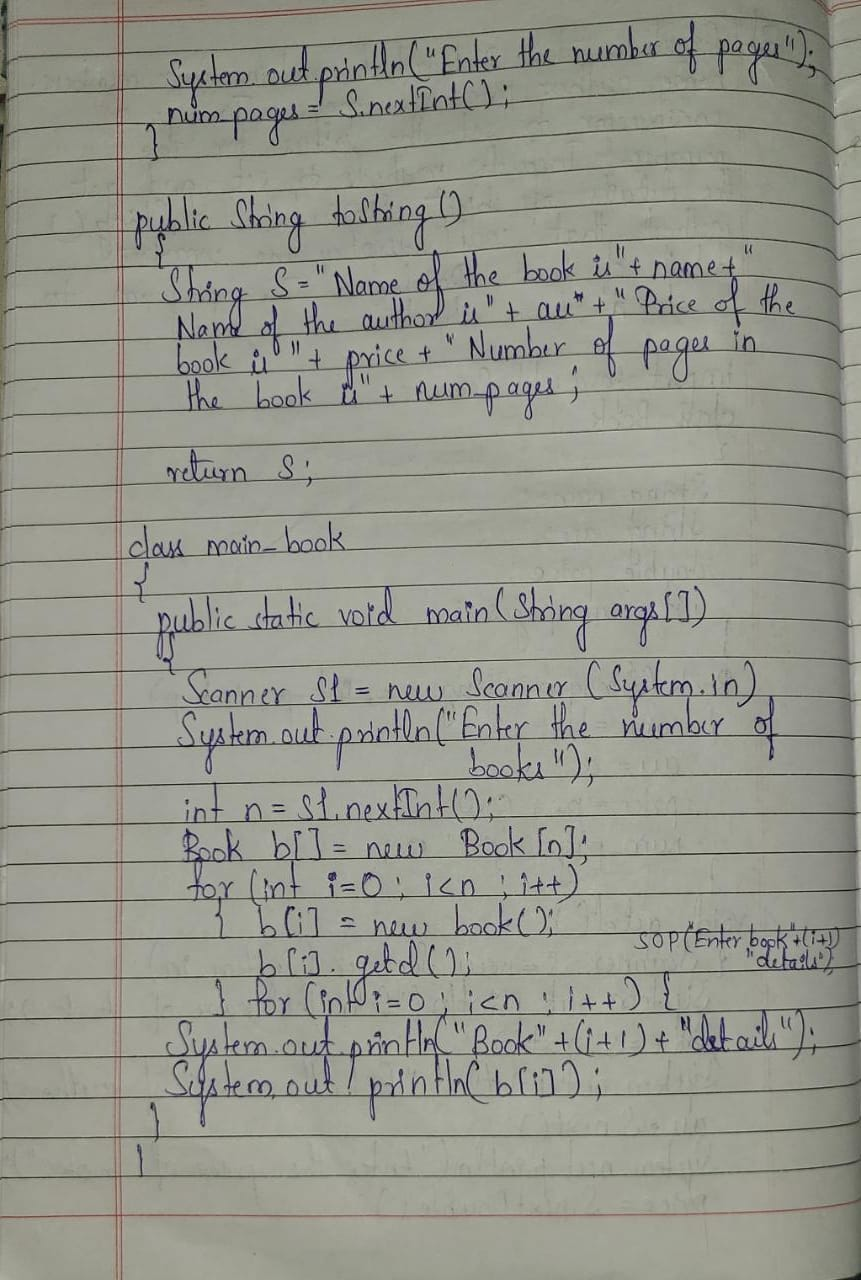 System.out.println("Enter the number of pages");
num_pages = S.nextInt();
}
public String toString()
{
String S = "Name of the book is" + name + "
Name of the author is" + au + " Price of the
book is" + price + " Number of pages in
the book is" + num_pages;
return S;
class main_book
{
public static void main(String args[])
{
Scanner S1 = new Scanner (System.in)
System.out.println("Enter the number of
books");
int n = S1.nextInt();
Book b[] = new Book [n];
for (int i=0; i<n ; i++)
{ b[i] = new book();
SOP("Enter book"+(i+1)
"details");
b[i]. getd();
} for (int i=0 ; i<n ; i++) {
System.out.println("Book"+(i+1)+"details");
System.out.println(b[i]);
}
}